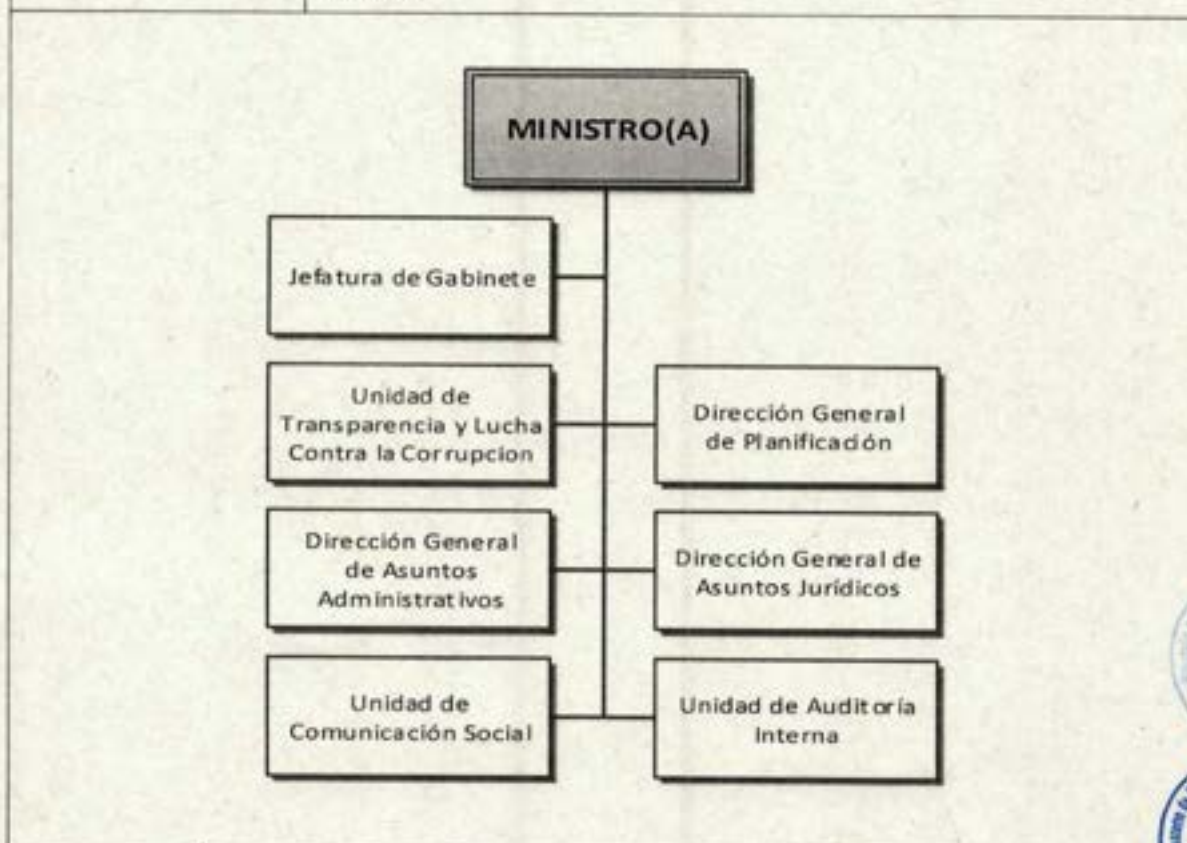 MINISTRO(A)
Jefatura de Gabinete
Unidad de
Transparencia y Lucha
Contra la Corrupcion
Dirección General
de Planificación
Dirección General
de Asuntos
Administrativos
Dirección General de
Asuntos Jurídicos
Unidad de
Comunicación Social
Unidad de Auditoría
Interna